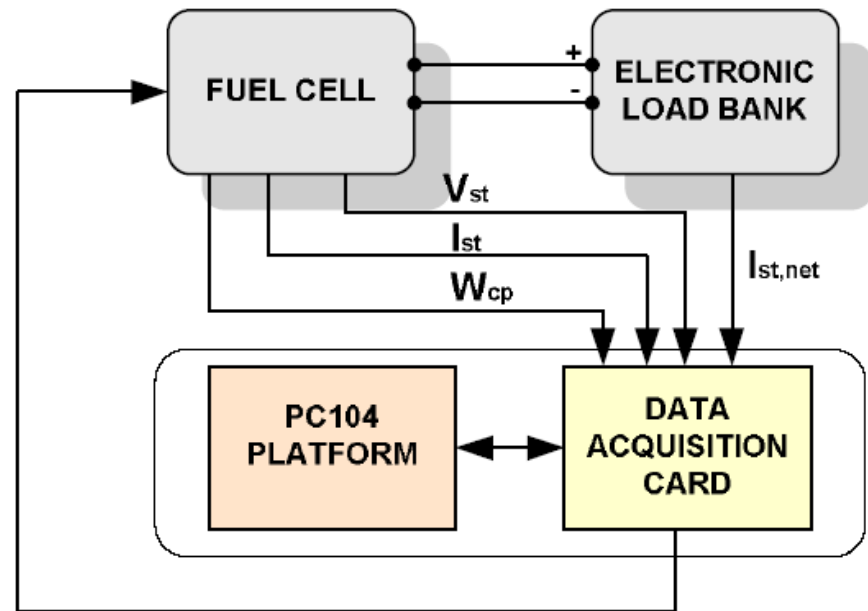 FUEL CELL
+
-
ELECTRONIC
LOAD BANK
Vst
Ist
Wcp
Ist,net
PC104
PLATFORM
DATA
ACQUISITION
CARD